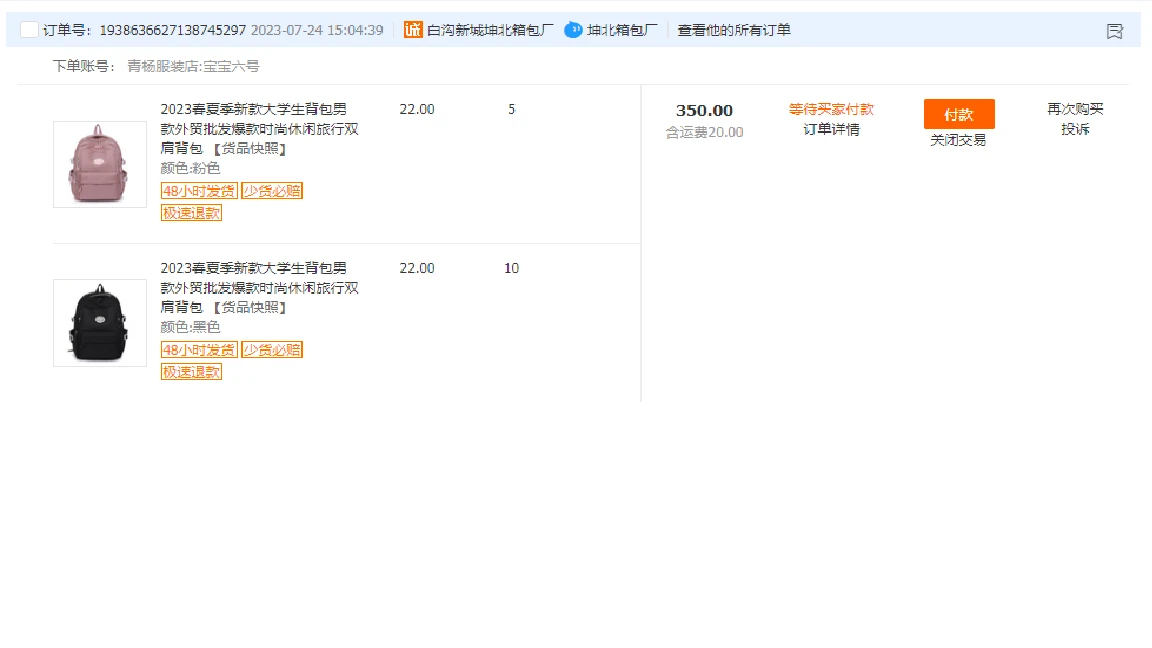 订单号：1938636627138745297 2023-07-24 15:04:39 诚 白沟新城坤北箱包厂 坤北箱包厂 查看他的所有订单
下单账号： 青杨服装店:宝宝六号
2023春夏季新款大学生背包男 22.00 5
款外贸批发爆款时尚休闲旅行双
肩背包 【货品快照】
颜色:粉色
48小时发货 少货必赔
极速退款
350.00 等待买家付款 付款 再次购买
含运费20.00 订单详情 关闭交易 投诉
2023春夏季新款大学生背包男 22.00 10
款外贸批发爆款时尚休闲旅行双
肩背包 【货品快照】
颜色:黑色
48小时发货 少货必赔
极速退款